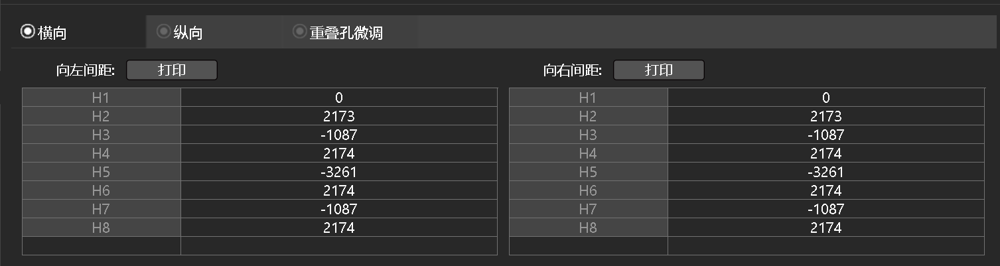 横向 纵向 重叠孔微调
向左间距: 打印 向右间距: 打印
H1 0 H1 0
H2 2173 H2 2173
H3 -1087 H3 -1087
H4 2174 H4 2174
H5 -3261 H5 -3261
H6 2174 H6 2174
H7 -1087 H7 -1087
H8 2174 H8 2174